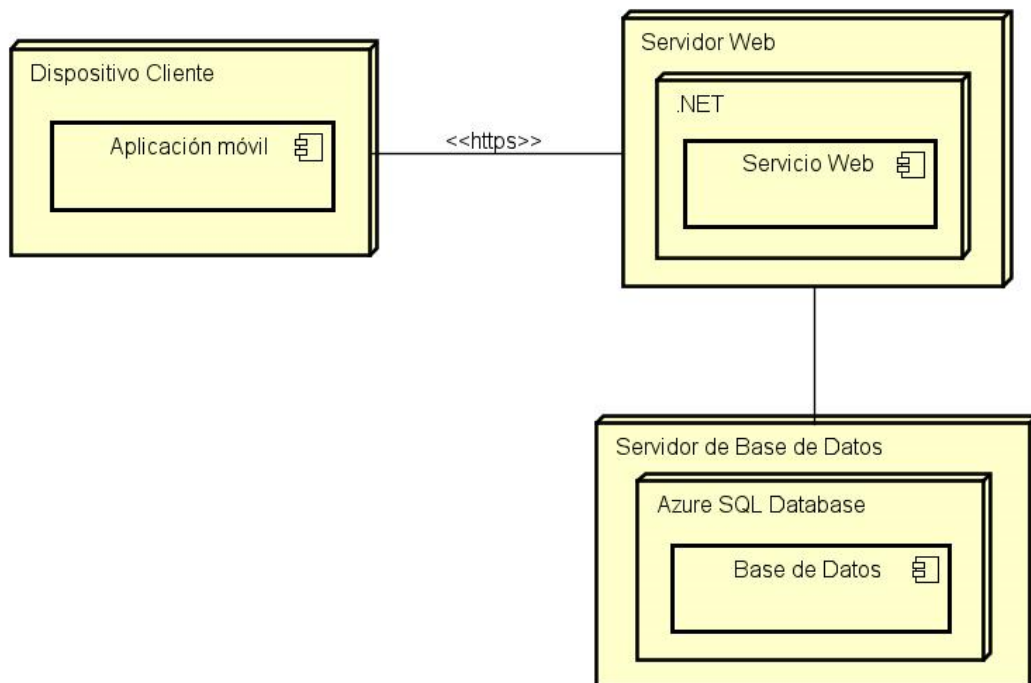 Dispositivo Cliente
Aplicación móvil
<<https>>
Servidor Web
.NET
Servicio Web
Servidor de Base de Datos
Azure SQL Database
Base de Datos